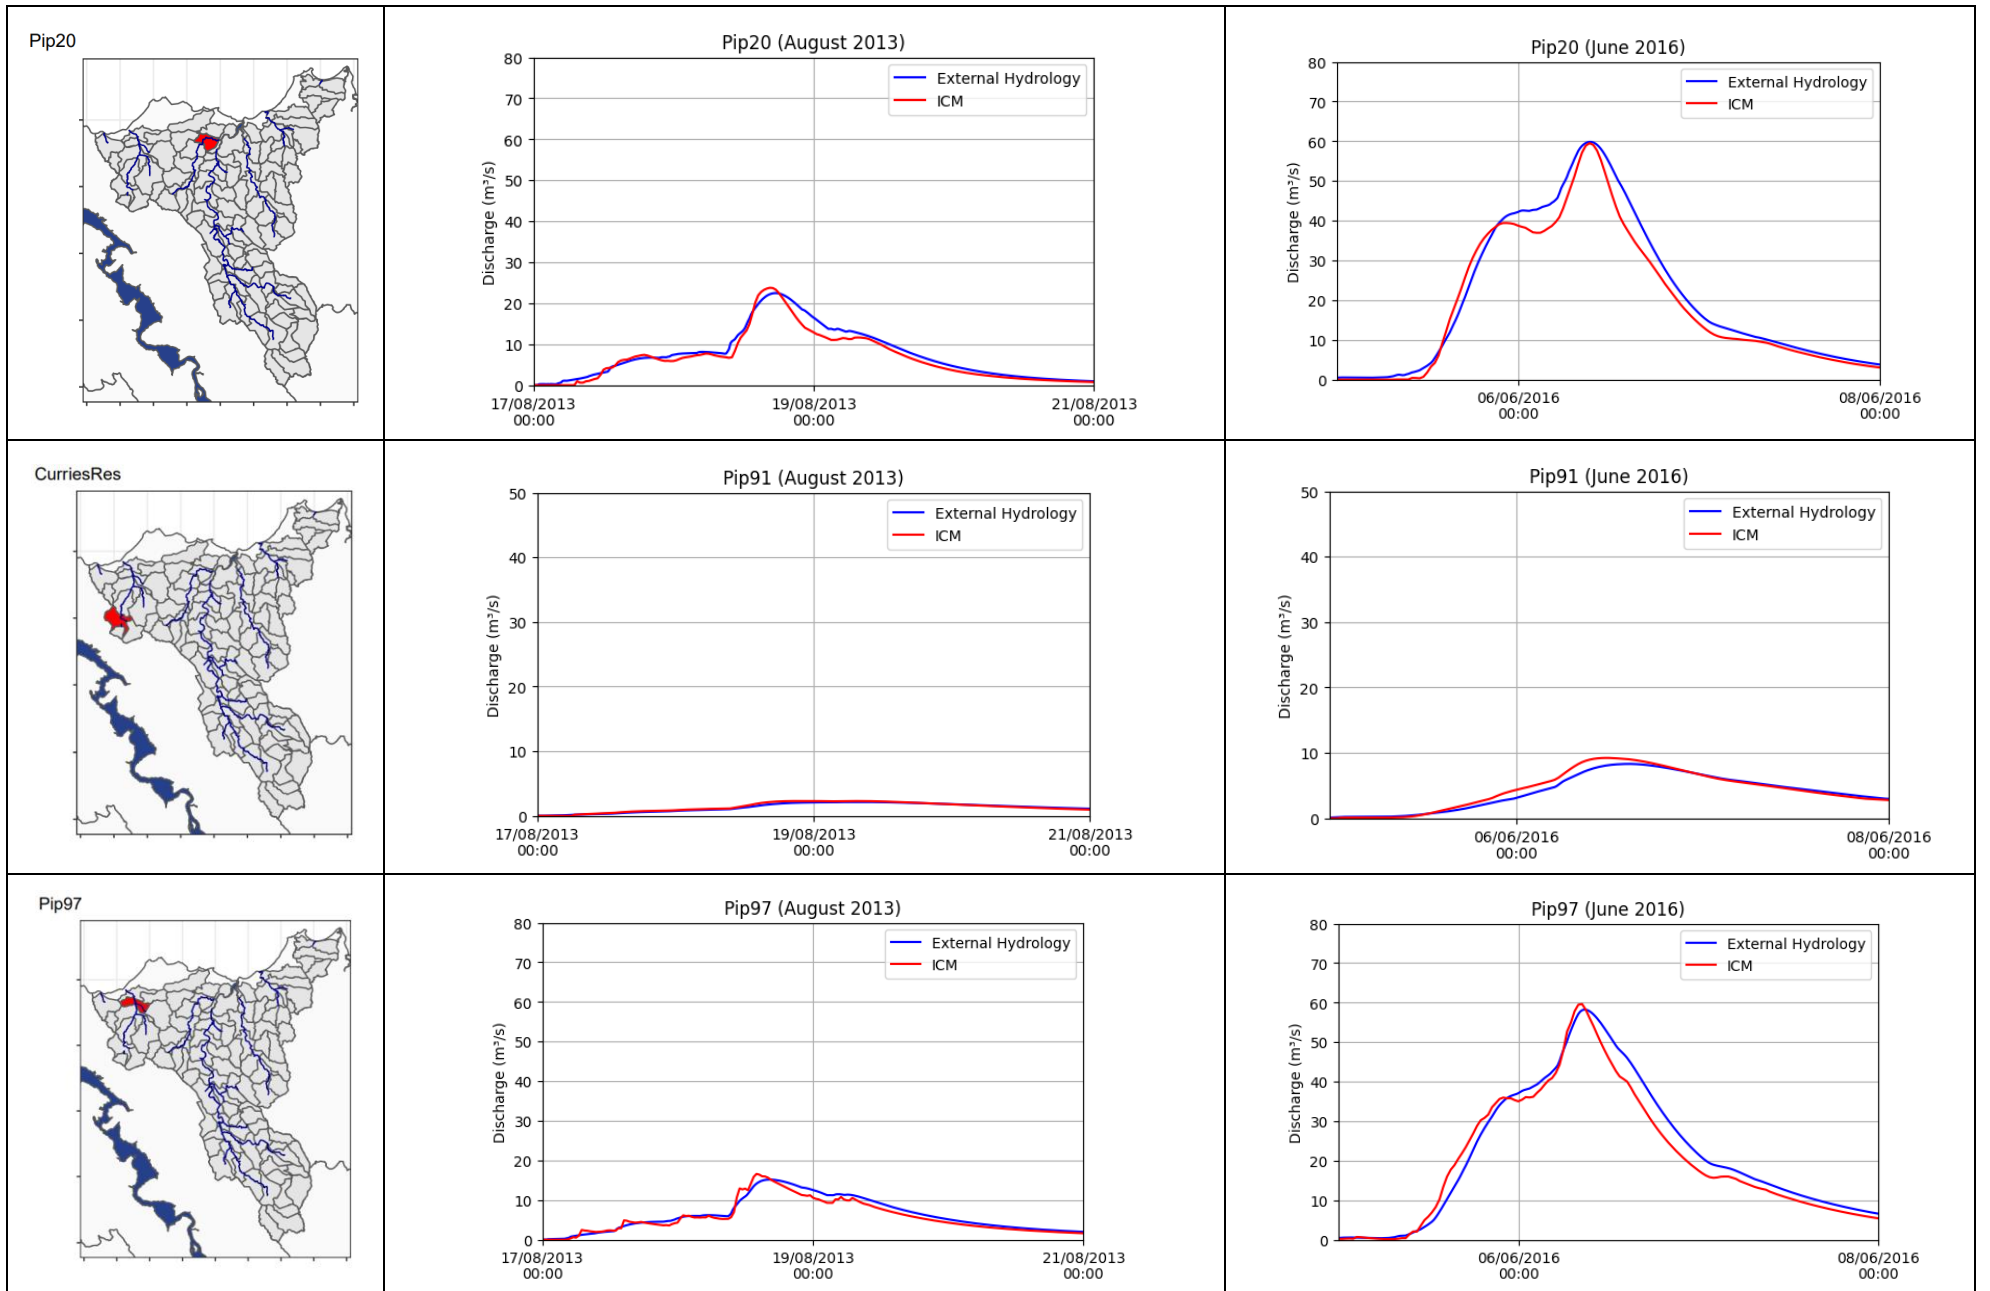 Pip20
Pip20 (August 2013)
External Hydrology
ICM
Discharge (m³/s)
80
70
60
50
40
30
20
10
0
17/08/2013
00:00
19/08/2013
00:00
21/08/2013
00:00
Pip20 (June 2016)
External Hydrology
ICM
Discharge (m³/s)
80
70
60
50
40
30
20
10
0
06/06/2016
00:00
08/06/2016
00:00
CurriesRes
Pip91 (August 2013)
External Hydrology
ICM
Discharge (m³/s)
50
40
30
20
10
0
17/08/2013
00:00
19/08/2013
00:00
21/08/2013
00:00
Pip91 (June 2016)
External Hydrology
ICM
Discharge (m³/s)
50
40
30
20
10
0
06/06/2016
00:00
08/06/2016
00:00
Pip97
Pip97 (August 2013)
External Hydrology
ICM
Discharge (m³/s)
80
70
60
50
40
30
20
10
0
17/08/2013
00:00
19/08/2013
00:00
21/08/2013
00:00
Pip97 (June 2016)
External Hydrology
ICM
Discharge (m³/s)
80
70
60
50
40
30
20
10
0
06/06/2016
00:00
08/06/2016
00:00